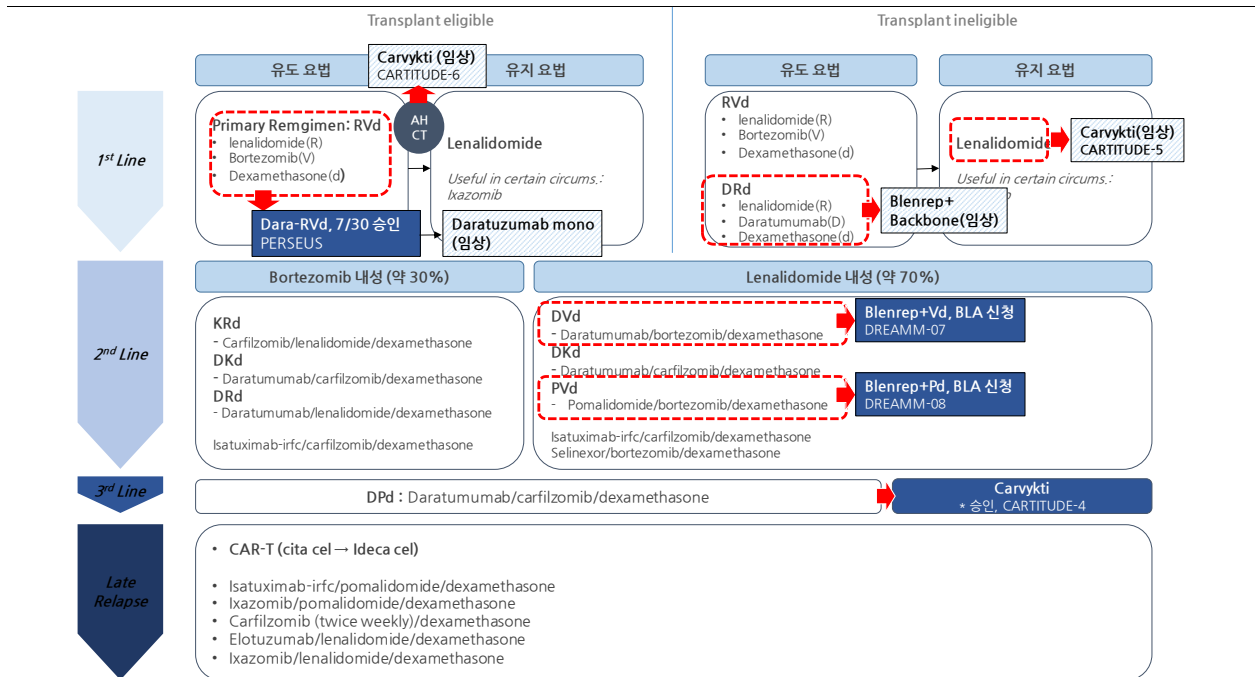 Transplant eligible
Transplant ineligible
유도 요법
Carvykti (임상)
CARTITUDE-6
유지 요법
유도 요법
유지 요법
1st Line
Primary Remgimen: RVd
• lenalidomide(R)
• Bortezomib(V)
• Dexamethasone(d)
AH
CT
Lenalidomide
Useful in certain circums.:
Ixazomib
Dara-RVd, 7/30 승인
PERSEUS
Daratuzumab mono
(임상)
RVd
• lenalidomide(R)
• Bortezomib(V)
• Dexamethasone(d)
DRd
• lenalidomide(R)
• Daratumumab(D)
• Dexamethasone(d)
Blenrep+
Backbone(임상)
Lenalidomide
Useful in certain circums.:
Carvykti(임상)
CARTITUDE-5
2nd Line
Bortezomib 내성 (약 30%)
Lenalidomide 내성 (약 70%)
KRd
- Carfilzomib/lenalidomide/dexamethasone
DKd
- Daratumumab/carfilzomib/dexamethasone
DRd
- Daratumumab/lenalidomide/dexamethasone
Isatuximab-irfc/carfilzomib/dexamethasone
DVd
- Daratumumab/bortezomib/dexamethasone
DKd
- Daratumumab/carfilzomib/dexamethasone
PVd
- Pomalidomide/bortezomib/dexamethasone
Isatuximab-irfc/carfilzomib/dexamethasone
Selinexor/bortezomib/dexamethasone
Blenrep+Vd, BLA 신청
DREAMM-07
Blenrep+Pd, BLA 신청
DREAMM-08
3rd Line
DPd : Daratumumab/carfilzomib/dexamethasone
Carvykti
* 승인, CARTITUDE-4
Late
Relapse
• CAR-T (cita cel → Ideca cel)
• Isatuximab-irfc/pomalidomide/dexamethasone
• Ixazomib/pomalidomide/dexamethasone
• Carfilzomib (twice weekly)/dexamethasone
• Elotuzumab/lenalidomide/dexamethasone
• Ixazomib/lenalidomide/dexamethasone